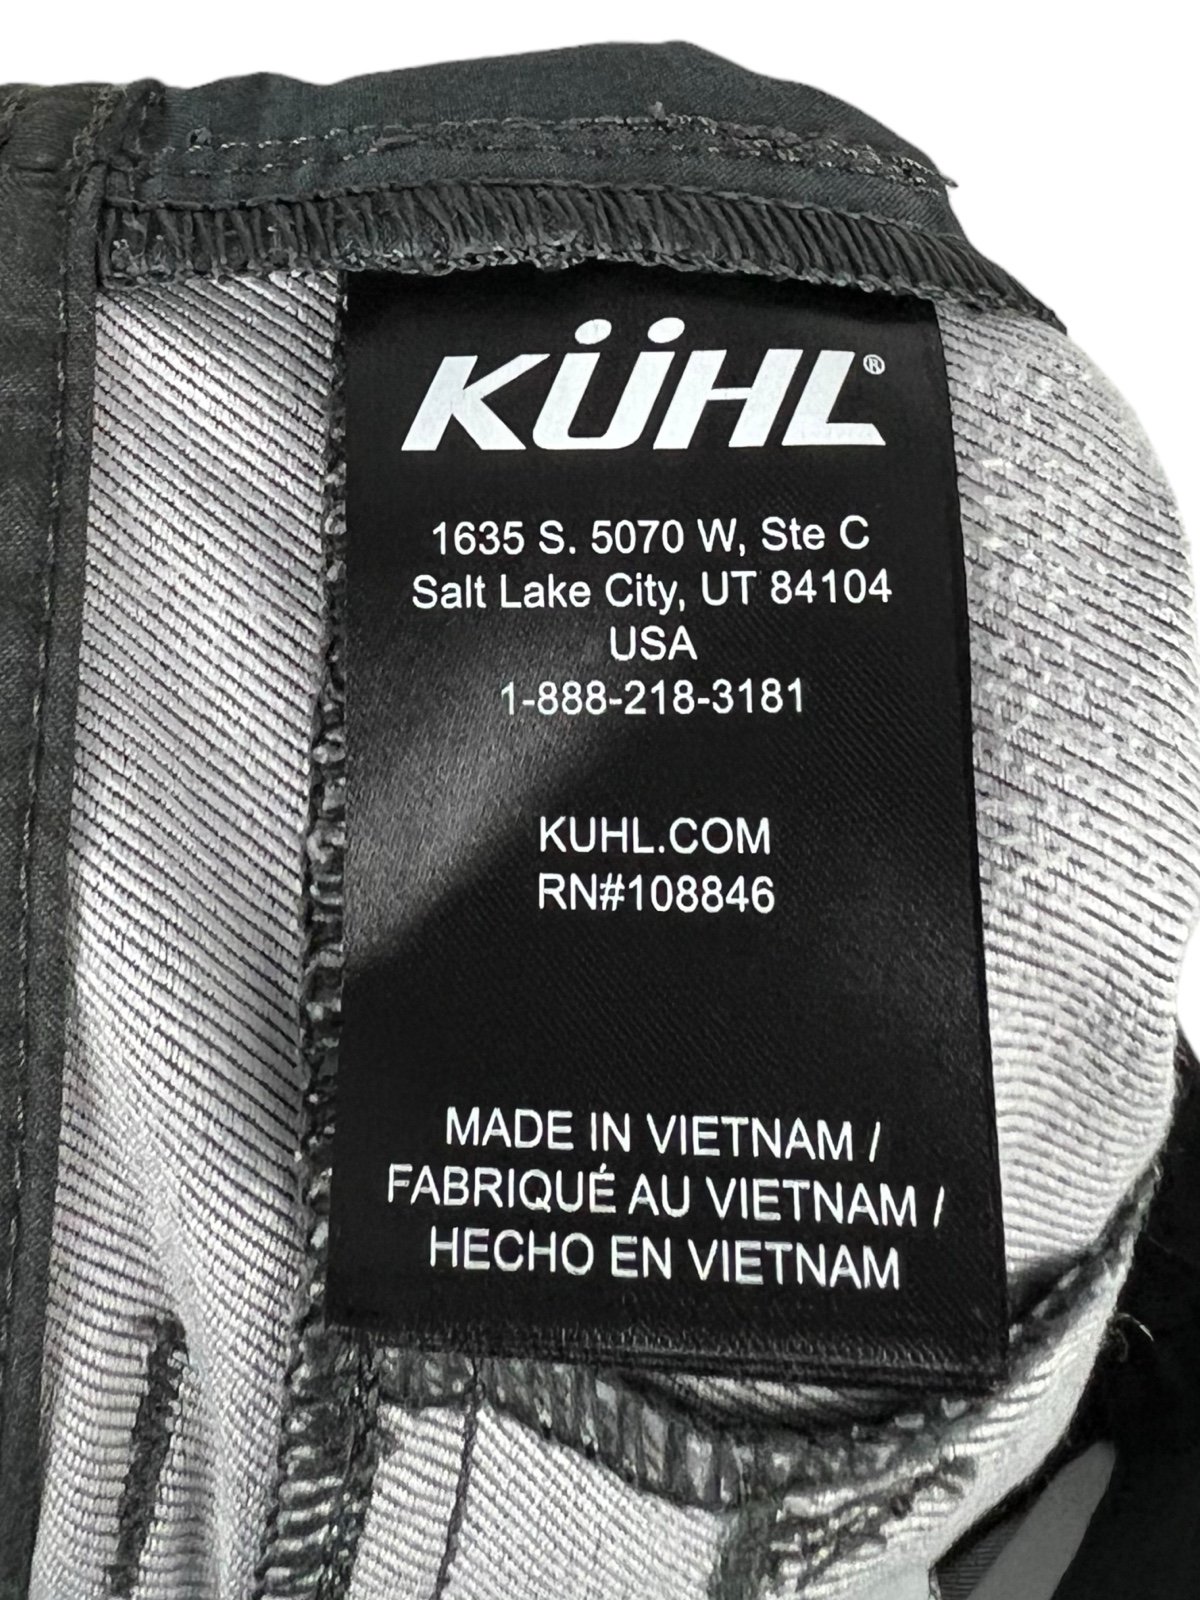 KÜHL®
1635 S. 5070 W, Ste C
Salt Lake City, UT 84104
USA
1-888-218-3181
KUHL.COM
RN#108846
MADE IN VIETNAM /
FABRIQUÉ AU VIETNAM /
HECHO EN VIETNAM